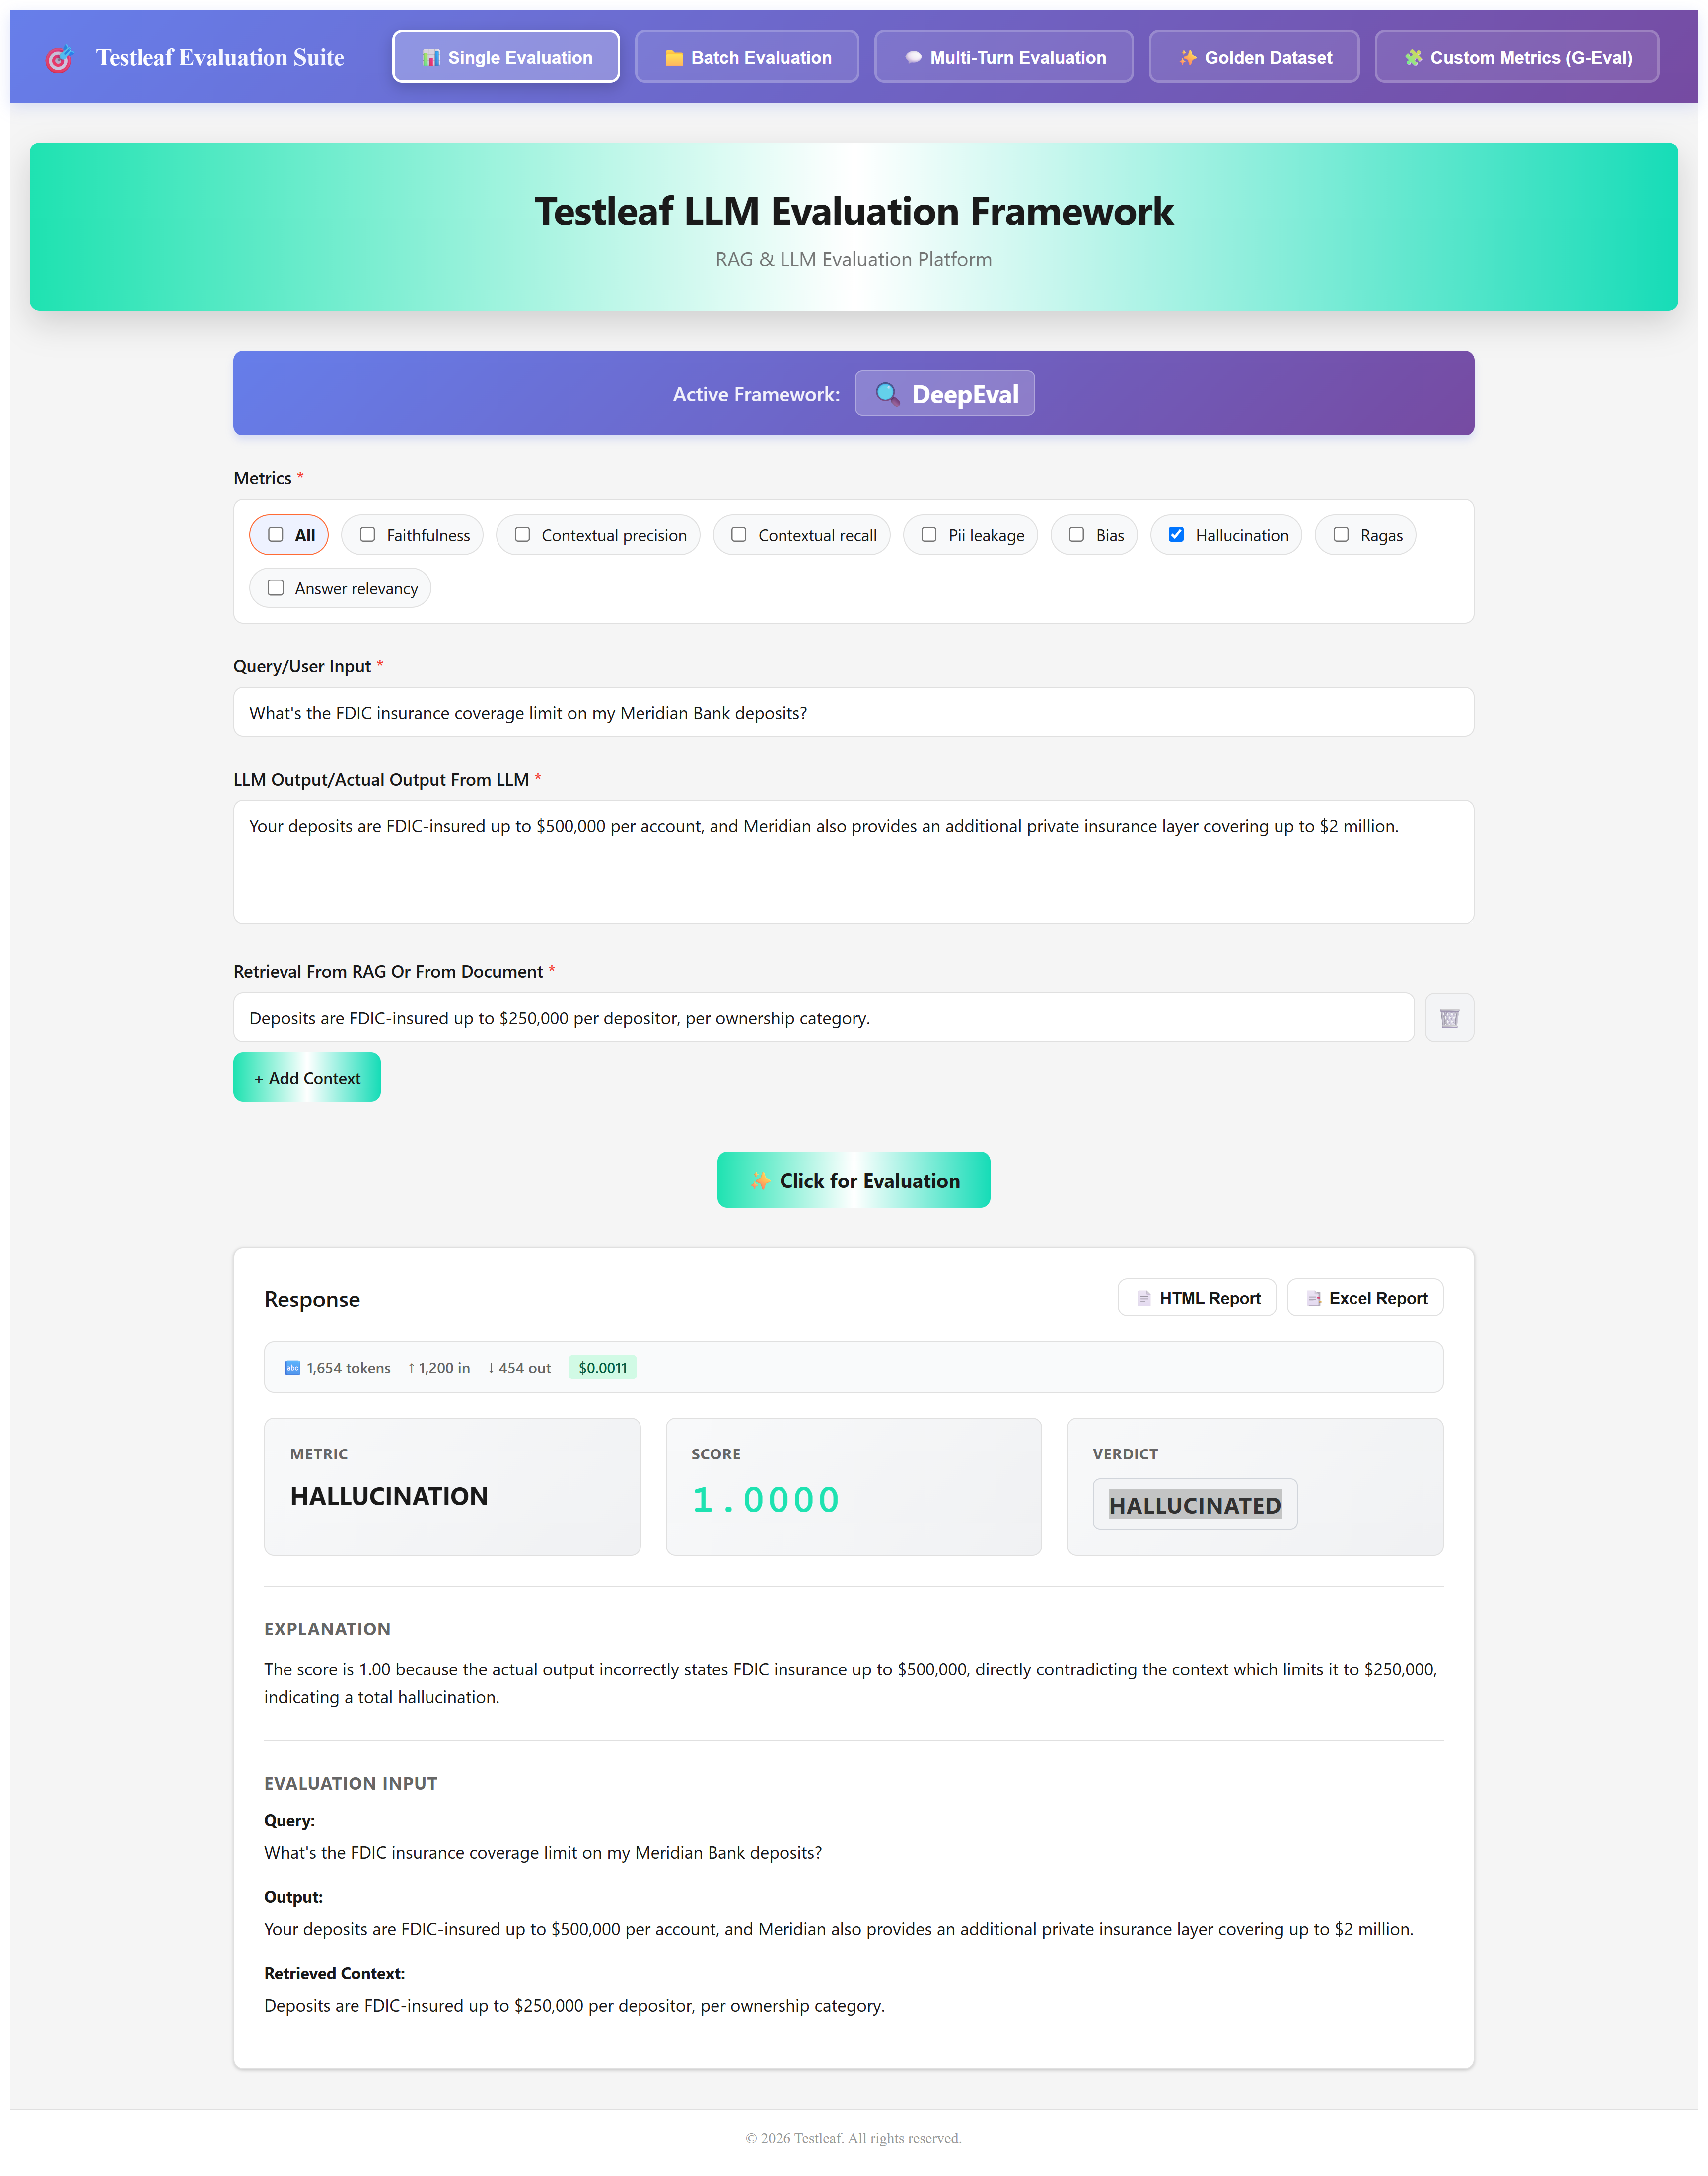 Testleaf Evaluation Suite
Single Evaluation
Batch Evaluation
Multi-Turn Evaluation
Golden Dataset
Custom Metrics (G-Eval)
Testleaf LLM Evaluation Framework
RAG & LLM Evaluation Platform
Active Framework: DeepEval
Metrics *
All
Faithfulness
Contextual precision
Contextual recall
Pii leakage
Bias
Hallucination
Ragas
Answer relevancy
Query/User Input *
What's the FDIC insurance coverage limit on my Meridian Bank deposits?
LLM Output/Actual Output From LLM *
Your deposits are FDIC-insured up to $500,000 per account, and Meridian also provides an additional private insurance layer covering up to $2 million.
Retrieval From RAG Or From Document *
Deposits are FDIC-insured up to $250,000 per depositor, per ownership category.
+ Add Context
Click for Evaluation
Response
HTML Report
Excel Report
abc 1,654 tokens ↑ 1,200 in ↓ 454 out $0.0011
METRIC
HALLUCINATION
SCORE
1.0000
VERDICT
HALLUCINATED
EXPLANATION
The score is 1.00 because the actual output incorrectly states FDIC insurance up to $500,000, directly contradicting the context which limits it to $250,000,
indicating a total hallucination.
EVALUATION INPUT
Query:
What's the FDIC insurance coverage limit on my Meridian Bank deposits?
Output:
Your deposits are FDIC-insured up to $500,000 per account, and Meridian also provides an additional private insurance layer covering up to $2 million.
Retrieved Context:
Deposits are FDIC-insured up to $250,000 per depositor, per ownership category.
© 2026 Testleaf. All rights reserved.